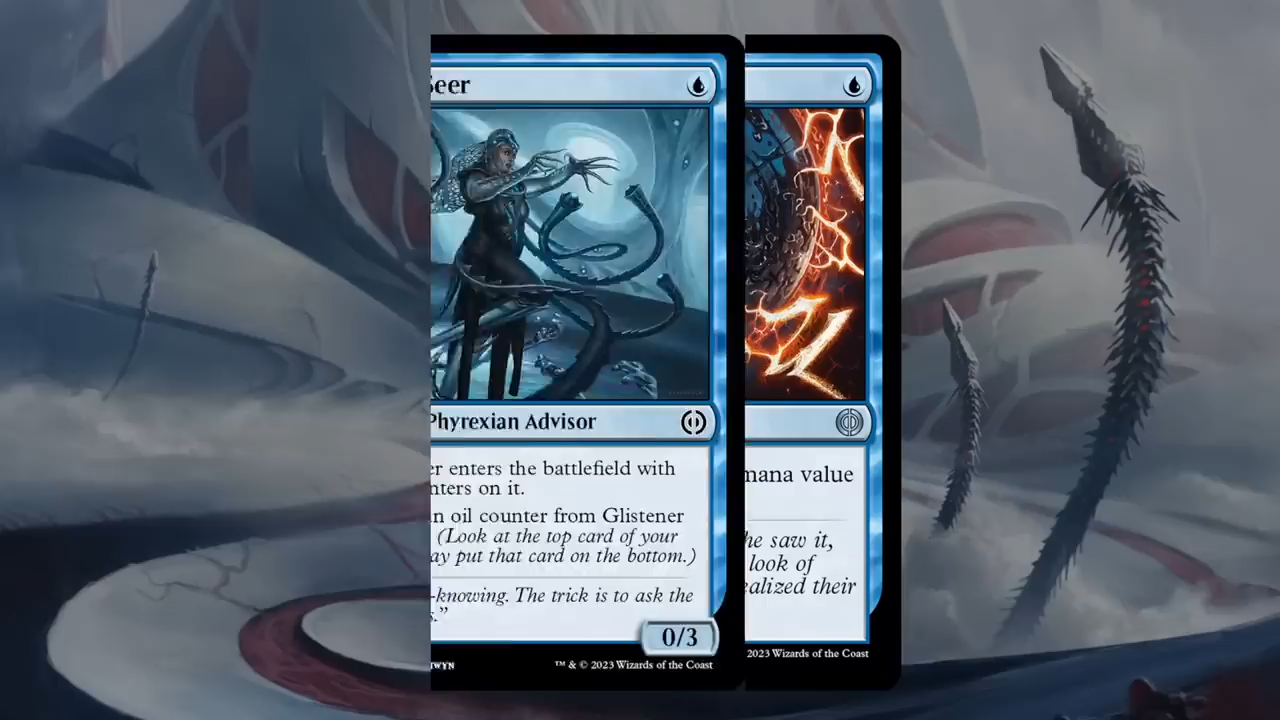 Seer
Phyrexian Advisor
er enters the battlefield with
nters on it.
n oil counter from Glistener
(Look at the top card of your
ay put that card on the bottom.)
-knowing. The trick is to ask the
.”
0/3
WYN
™ & © 2023 Wizards of the Coast
mana value
he saw it,
look of
ealized their
2023 Wizards of the Coast